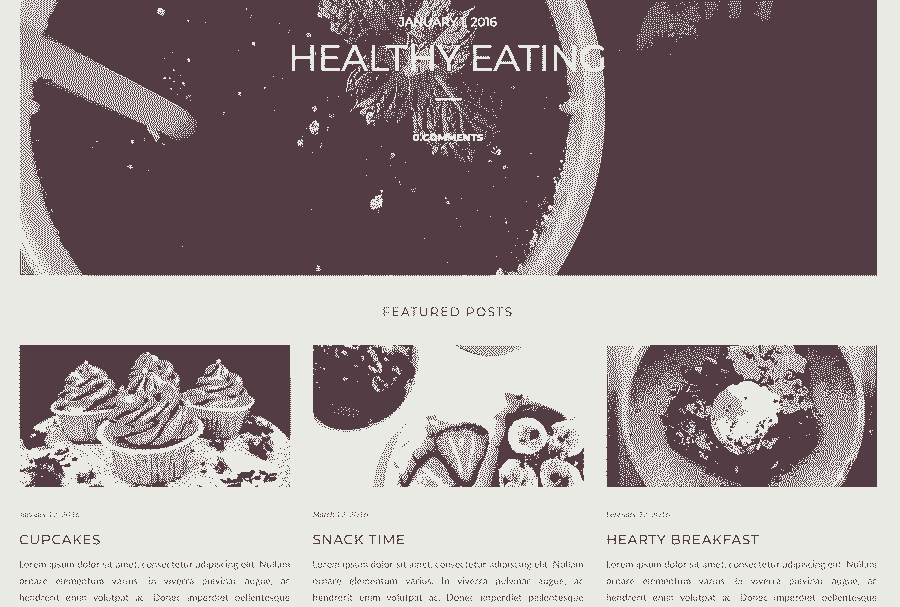 JANUARY 1, 2016
HEALTHY EATING
0 COMMENTS
FEATURED POSTS
January 12, 2016
CUPCAKES
Lorem ipsum dolor sit amet, consectetur adipiscing elit. Nullam
ornare elementum varius. In viverra pulvinar augue, ac
hendrerit enim volutpat ac. Donec imperdiet pellentesque
March 12, 2016
SNACK TIME
Lorem ipsum dolor sit amet, consectetur adipiscing elit. Nullam
ornare elementum varius. In viverra pulvinar augue, ac
hendrerit enim volutpat ac. Donec imperdiet pellentesque
February 12, 2016
HEARTY BREAKFAST
Lorem ipsum dolor sit amet, consectetur adipiscing elit. Nullam
ornare elementum varius. In viverra pulvinar augue, ac
hendrerit enim volutpat ac. Donec imperdiet pellentesque